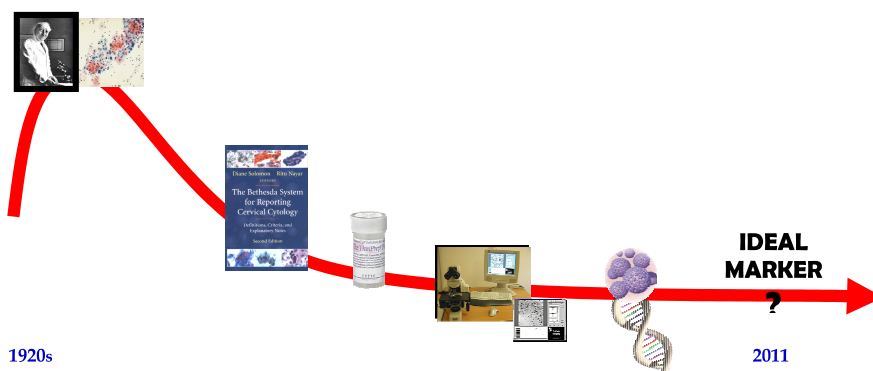 Diane Solomon Ritu Nayar
EDITORS
The Bethesda System
for Reporting
Cervical Cytology
Definitions, Criteria, and
Explanatory Notes
Second Edition
IDEAL
MARKER
?
1920s
2011